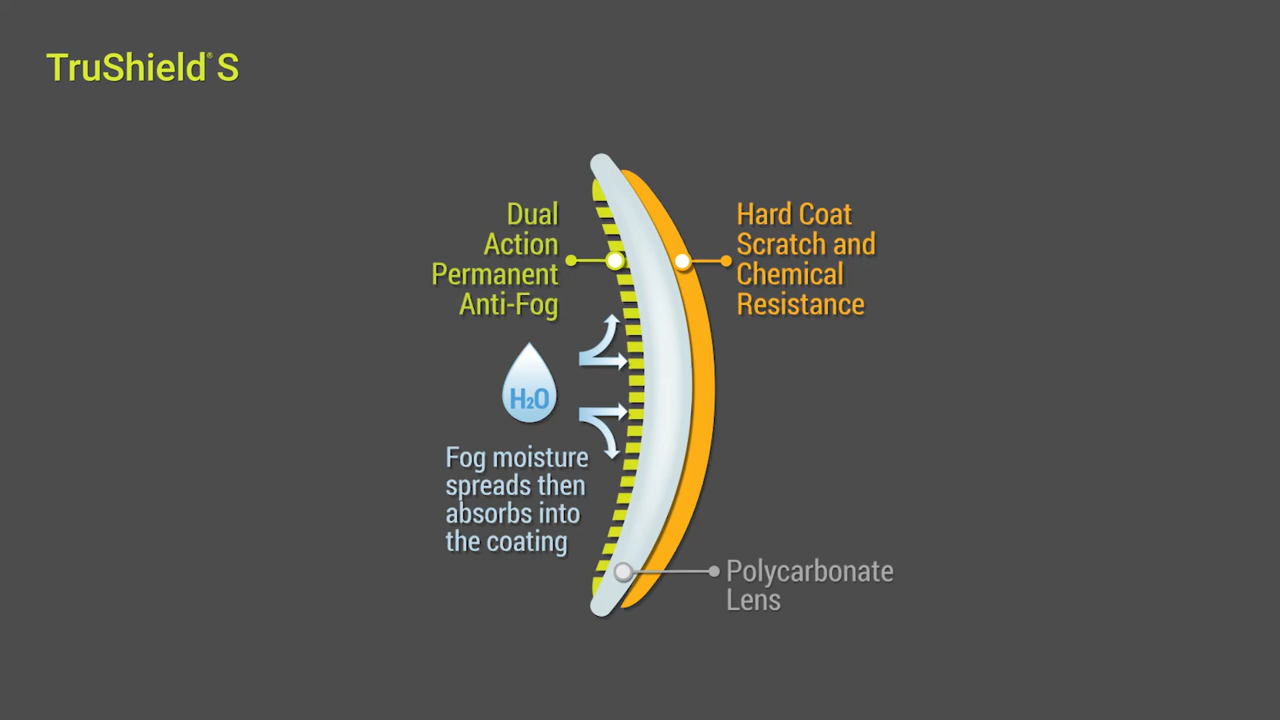 TruShield® S
Dual
Action
Permanent
Anti-Fog
Hard Coat
Scratch and
Chemical
Resistance
H₂O
Fog moisture
spreads then
absorbs into
the coating
Polycarbonate
Lens